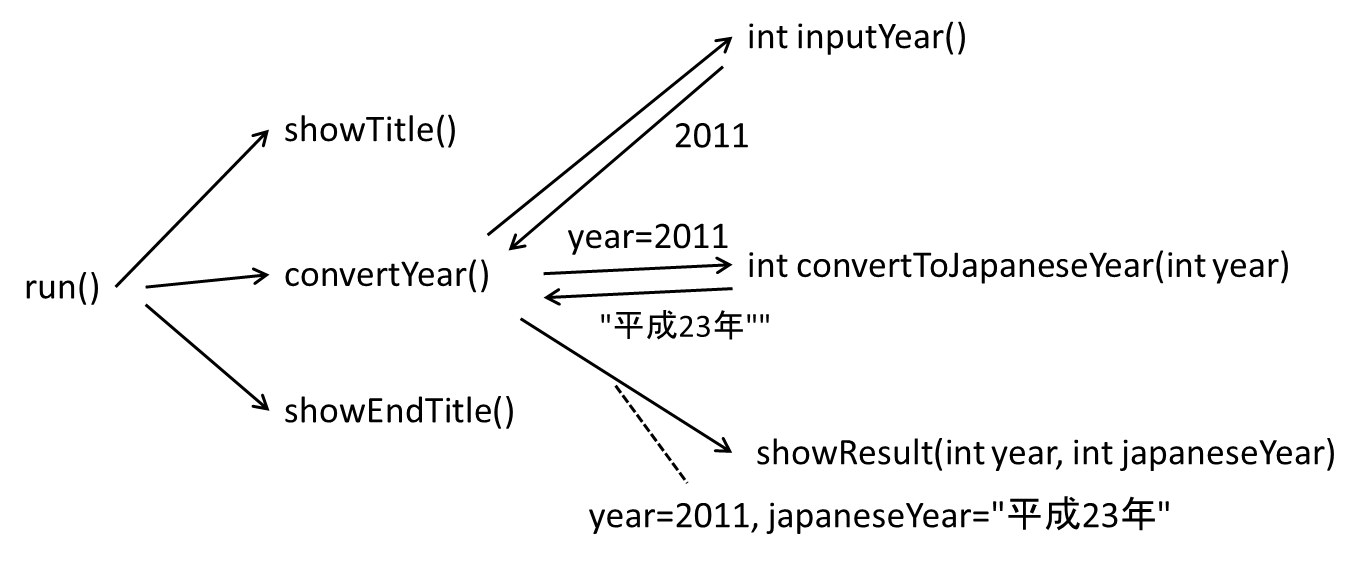 int inputYear()
showTitle()
2011
year=2011
run()
convertYear()
int convertToJapaneseYear(int year)
"平成23年""
showEndTitle()
showResult(int year, int japaneseYear)
year=2011, japaneseYear="平成23年"